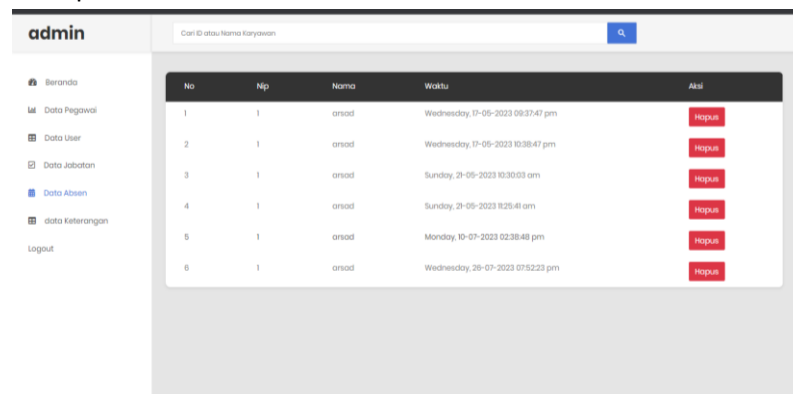 admin
Cari ID atau Nama Karyawan
Beranda
Data Pegawai
Data User
Data Jabatan
Data Absen
data Keterangan
Logout
No Nip Nama Waktu Aksi
1 1 arsad Wednesday, 17-05-2023 09:37:47 pm Hapus
2 1 arsad Wednesday, 17-05-2023 10:38:47 pm Hapus
3 1 arsad Sunday, 21-05-2023 10:30:03 am Hapus
4 1 arsad Sunday, 21-05-2023 11:25:41 am Hapus
5 1 arsad Monday, 10-07-2023 02:38:48 pm Hapus
6 1 arsad Wednesday, 26-07-2023 07:52:23 pm Hapus